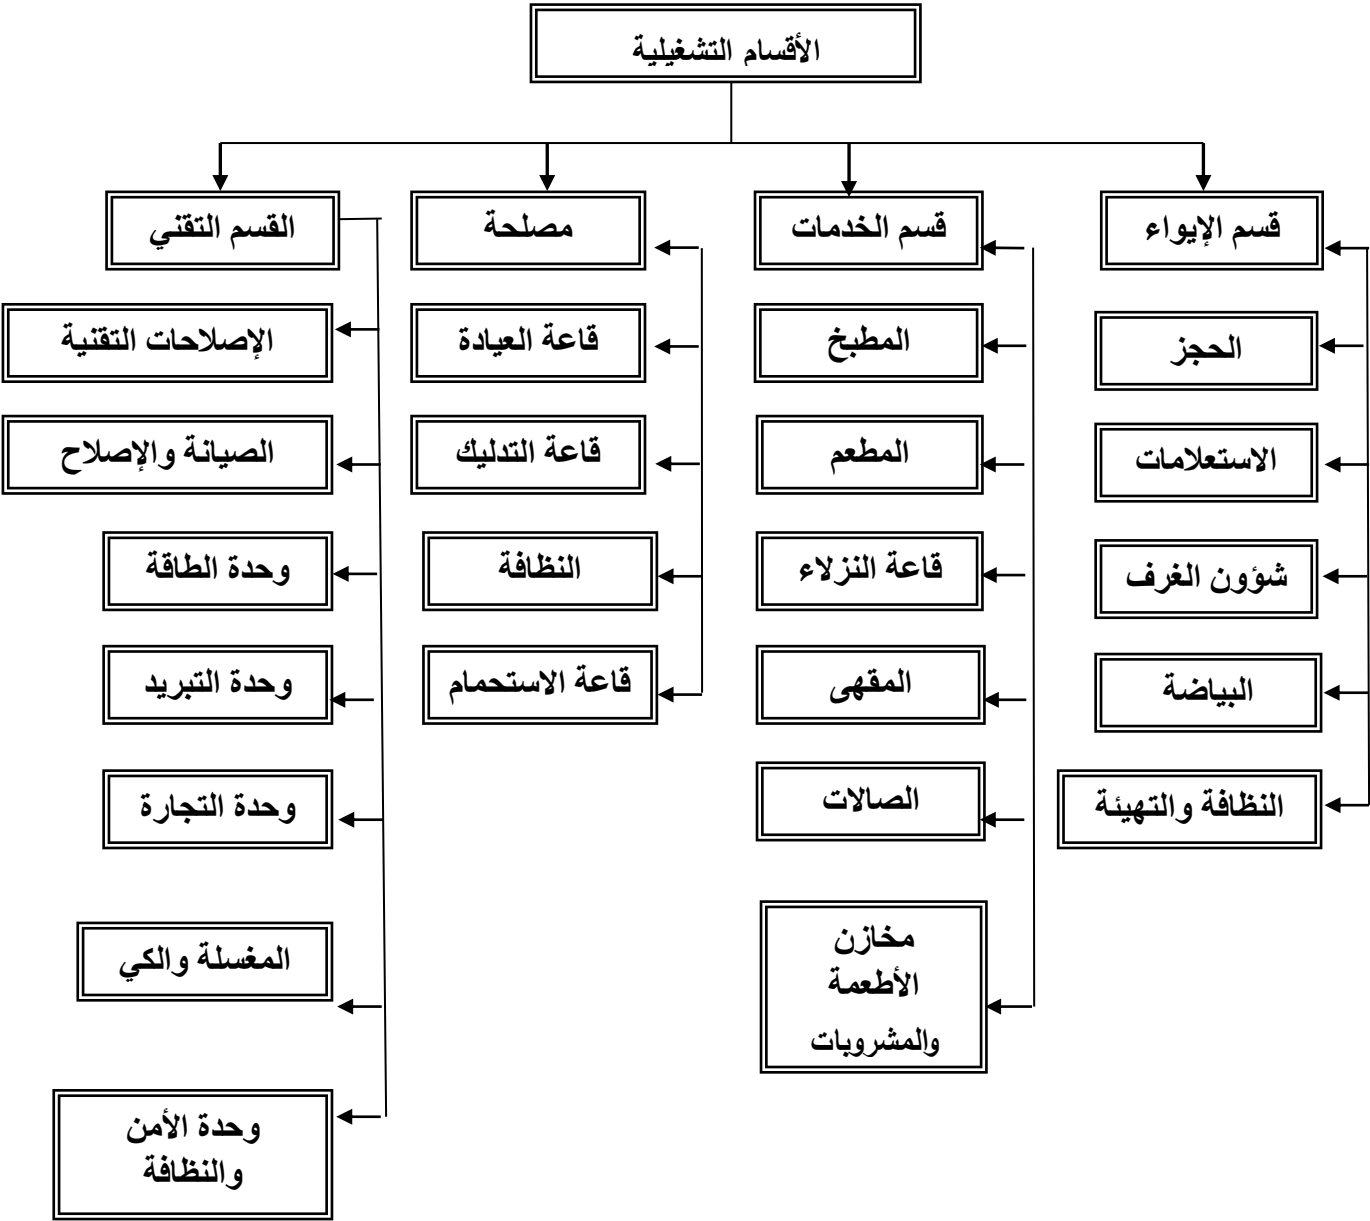 الأقسام التشغيلية
قسم الإيواء
الحجز
الاستعلامات
شؤون الغرف
البياضة
النظافة والتهيئة
قسم الخدمات
المطبخ
المطعم
قاعة النزلاء
المقهى
الصالات
مخازن
الأطعمة
والمشروبات
مصلحة
قاعة العيادة
قاعة التدليك
النظافة
قاعة الاستحمام
القسم التقني
الإصلاحات التقنية
الصيانة والإصلاح
وحدة الطاقة
وحدة التبريد
وحدة التجارة
المغسلة والكي
وحدة الأمن
والنظافة